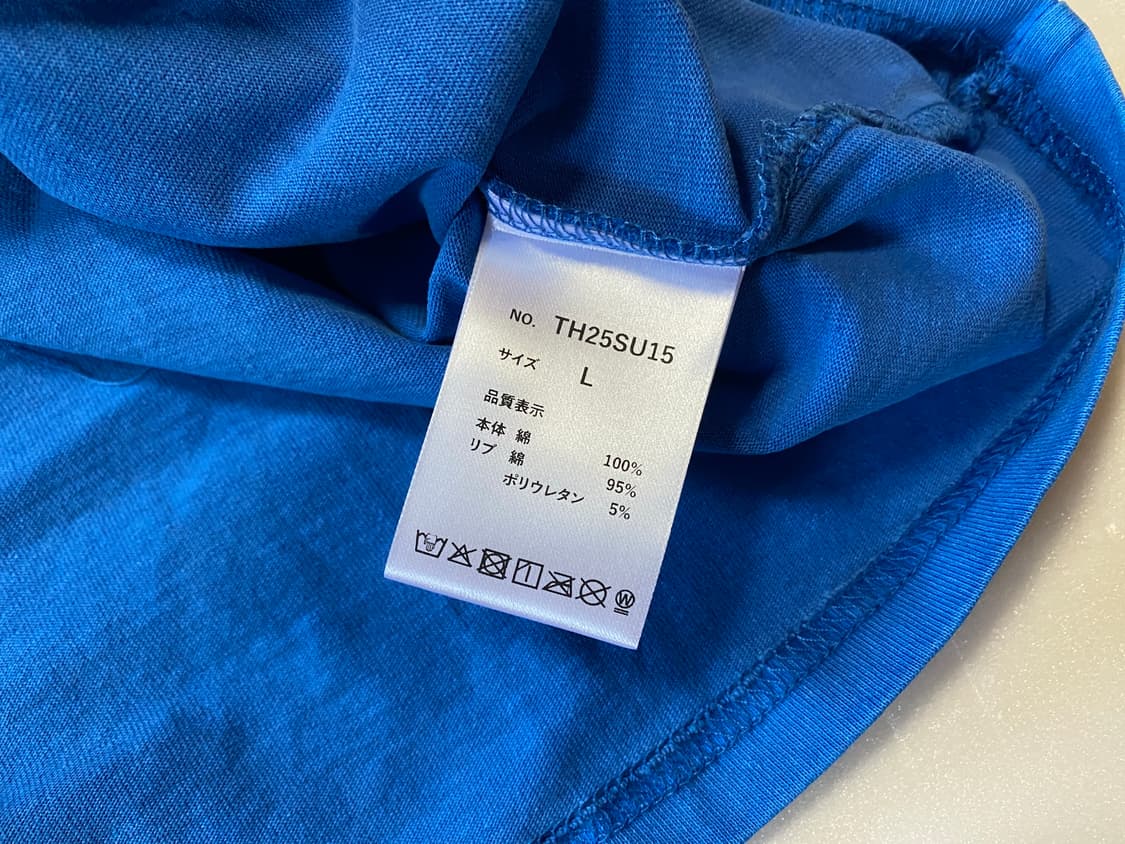 NO. TH25SU15
サイズ L
品質表示
本体 綿 100%
リブ 綿 95%
ポリウレタン 5%
W